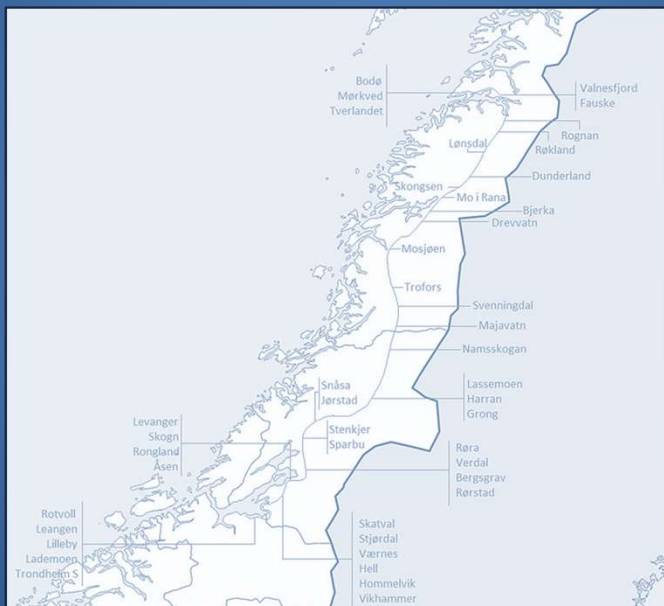 Bodø
Mørkved
Tverlandet
Valnesfjord
Fauske
Rognan
Røkland
Lønsdal
Dunderland
Skongsen
Mo i Rana
Bjerka
Drevvatn
Mosjøen
Trofors
Svenningdal
Majavatn
Namsskogan
Lassemoen
Harran
Grong
Snåsa
Jørstad
Stenkjer
Sparbu
Levanger
Skogn
Rongland
Åsen
Røra
Verdal
Bergsgrav
Rørstad
Rotvoll
Leangen
Lilleby
Lademoen
Trondheim S
Skatval
Stjørdal
Værnes
Hell
Hommelvik
Vikhammer